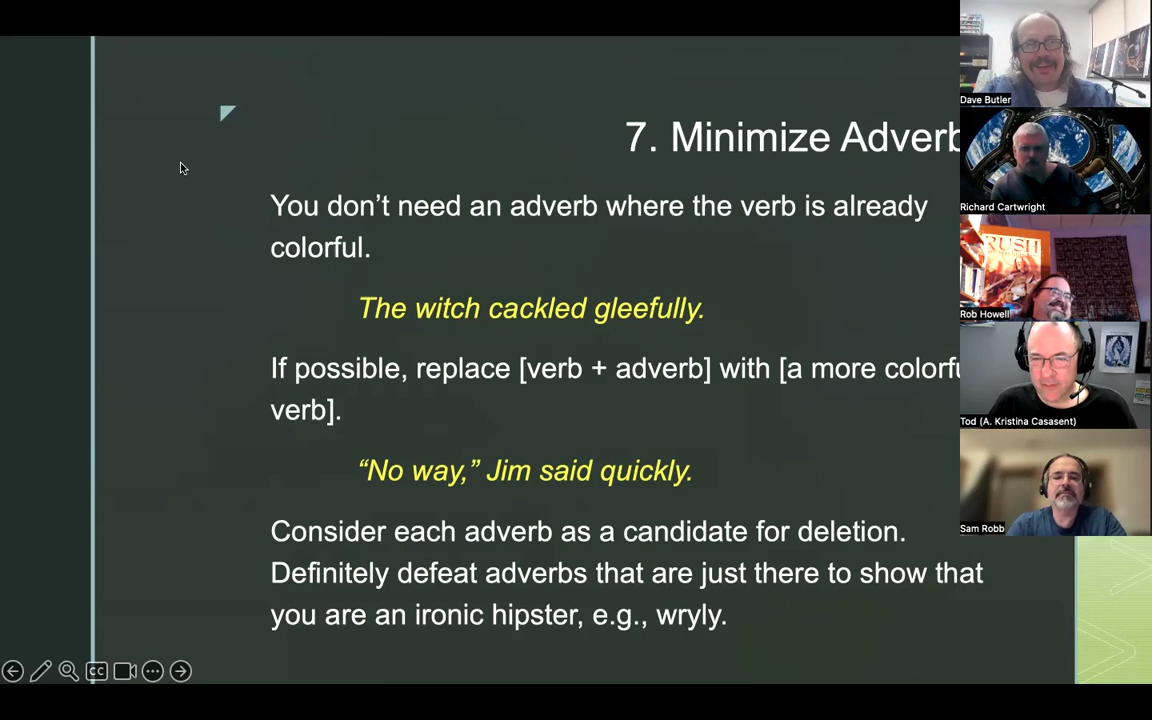 7. Minimize Adverb
You don’t need an adverb where the verb is already
colorful.
The witch cackled gleefully.
If possible, replace [verb + adverb] with [a more colorfu
verb].
“No way,” Jim said quickly.
Consider each adverb as a candidate for deletion.
Definitely defeat adverbs that are just there to show that
you are an ironic hipster, e.g., wryly.
CC
Dave Butler
Richard Cartwright
RUSH
Rob Howell
Tod (A. Kristina Casasent)
Sam Robb